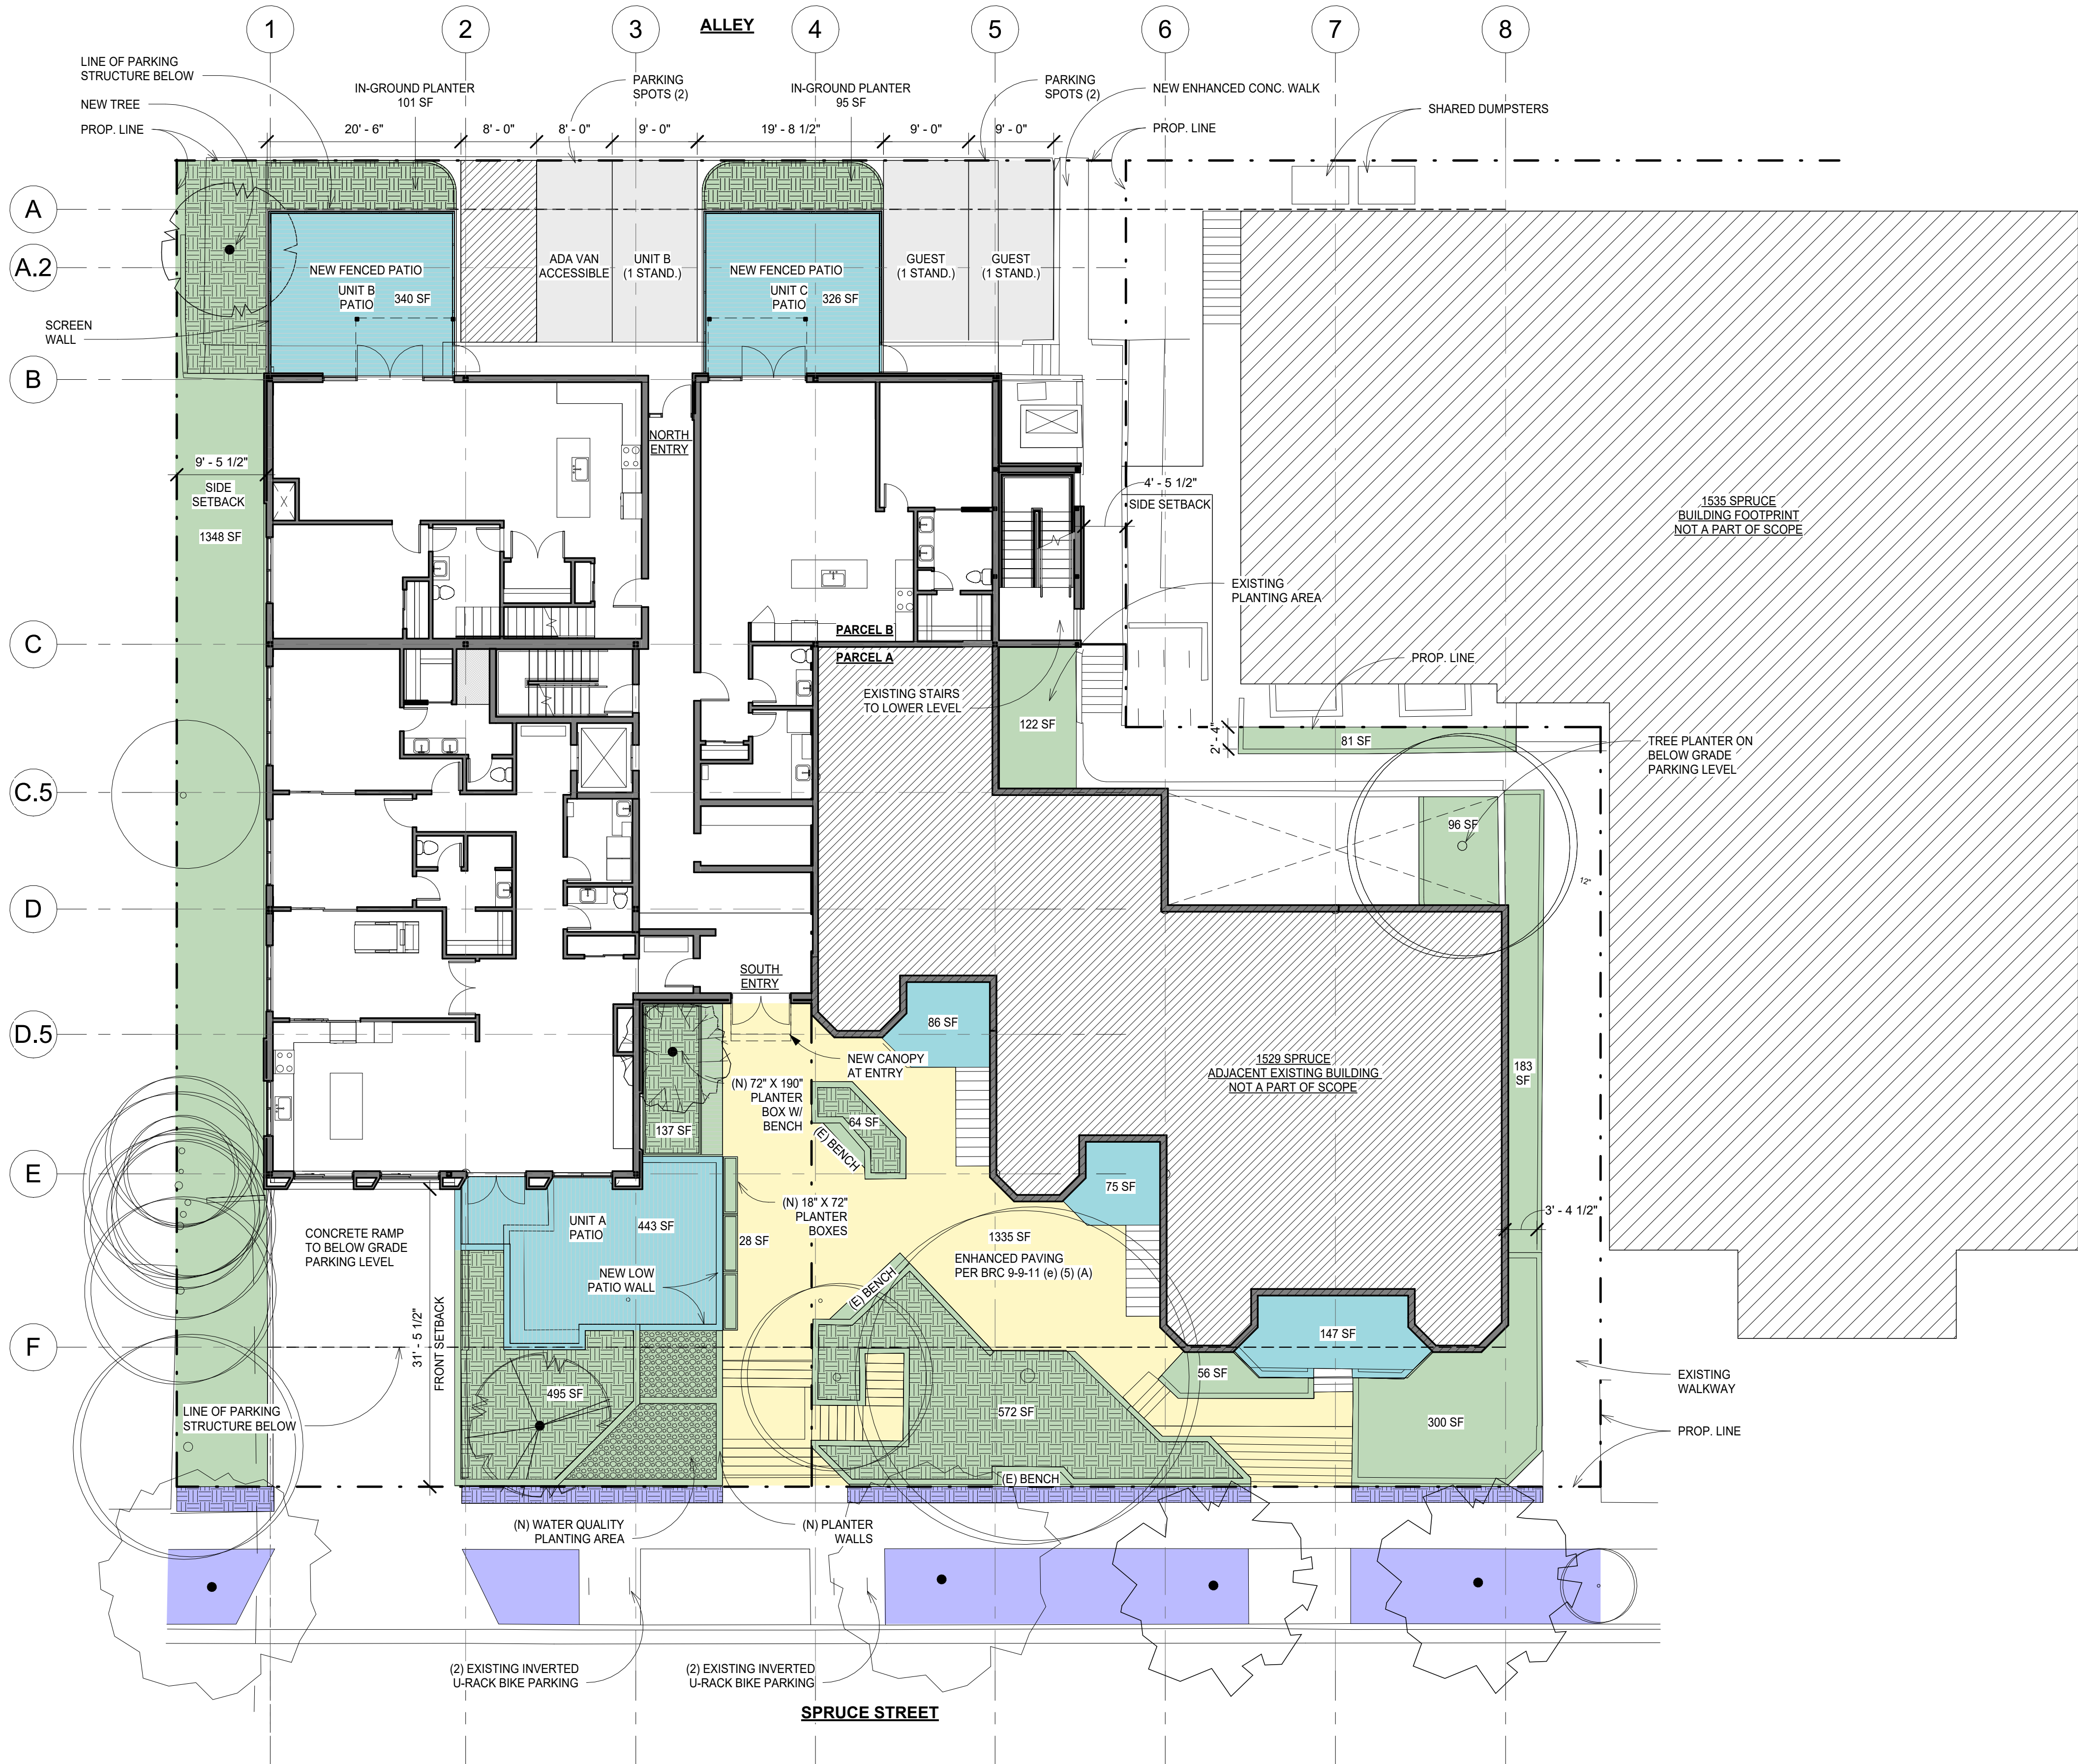 1
2
3
4
5
6
7
8
ALLEY
LINE OF PARKING
STRUCTURE BELOW
NEW TREE
PROP. LINE
IN-GROUND PLANTER
101 SF
PARKING
SPOTS (2)
IN-GROUND PLANTER
95 SF
PARKING
SPOTS (2)
NEW ENHANCED CONC. WALK
SHARED DUMPSTERS
PROP. LINE
20' - 6"
8' - 0"
8' - 0"
9' - 0"
19' - 8 1/2"
9' - 0"
9' - 0"
A
A.2
B
C
C.5
D
D.5
E
F
NEW FENCED PATIO
UNIT B
PATIO
340 SF
ADA VAN
ACCESSIBLE
UNIT B
(1 STAND.)
NEW FENCED PATIO
UNIT C
PATIO
326 SF
GUEST
(1 STAND.)
GUEST
(1 STAND.)
SCREEN
WALL
NORTH
ENTRY
9' - 5 1/2"
SIDE
SETBACK
1348 SF
4' - 5 1/2"
SIDE SETBACK
1535 SPRUCE
BUILDING FOOTPRINT
NOT A PART OF SCOPE
EXISTING
PLANTING AREA
PARCEL B
PARCEL A
PROP. LINE
EXISTING STAIRS
TO LOWER LEVEL
122 SF
2' - 4"
81 SF
TREE PLANTER ON
BELOW GRADE
PARKING LEVEL
96 SF
12"
SOUTH
ENTRY
86 SF
NEW CANOPY
AT ENTRY
1529 SPRUCE
ADJACENT EXISTING BUILDING
NOT A PART OF SCOPE
183
SF
(N) 72" X 190"
PLANTER
BOX W/
BENCH
137 SF
64 SF
(E) BENCH
75 SF
(N) 18" X 72"
PLANTER
BOXES
3' - 4 1/2"
UNIT A
PATIO
443 SF
28 SF
1335 SF
ENHANCED PAVING
PER BRC 9-9-11 (e) (5) (A)
CONCRETE RAMP
TO BELOW GRADE
PARKING LEVEL
NEW LOW
PATIO WALL
(E) BENCH
31' - 5 1/2"
FRONT SETBACK
147 SF
56 SF
495 SF
572 SF
300 SF
EXISTING
WALKWAY
LINE OF PARKING
STRUCTURE BELOW
PROP. LINE
(E) BENCH
(N) WATER QUALITY
PLANTING AREA
(N) PLANTER
WALLS
(2) EXISTING INVERTED
U-RACK BIKE PARKING
(2) EXISTING INVERTED
U-RACK BIKE PARKING
SPRUCE STREET